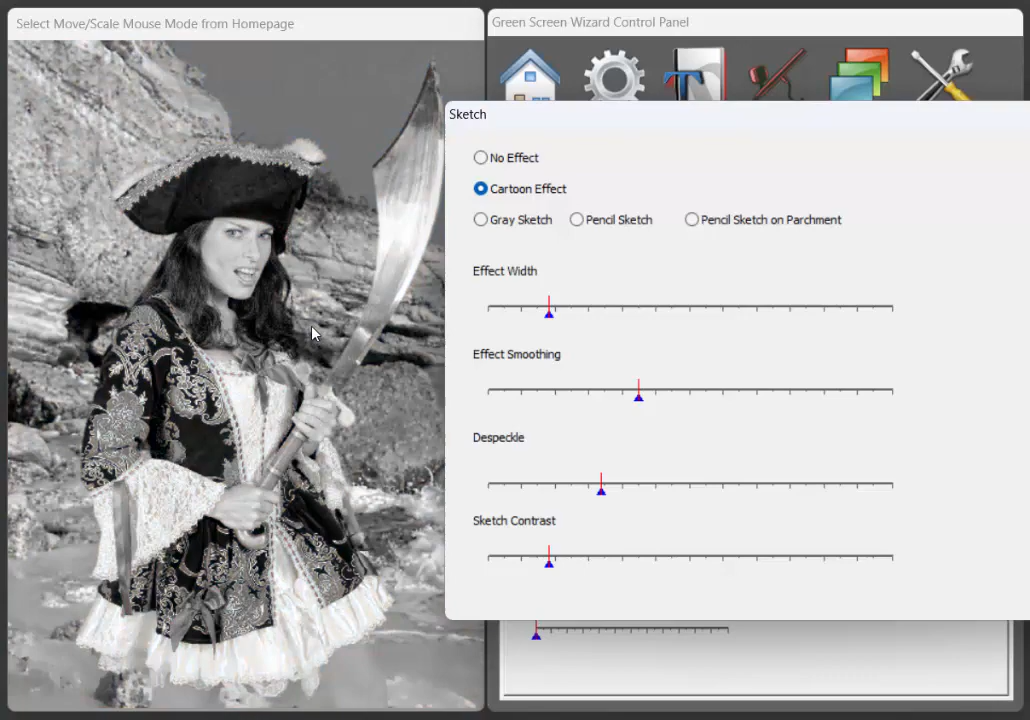 Select Move/Scale Mouse Mode from Homepage
Green Screen Wizard Control Panel
Sketch
No Effect
Cartoon Effect
Gray Sketch
Pencil Sketch
Pencil Sketch on Parchment
Effect Width
Effect Smoothing
Despeckle
Sketch Contrast